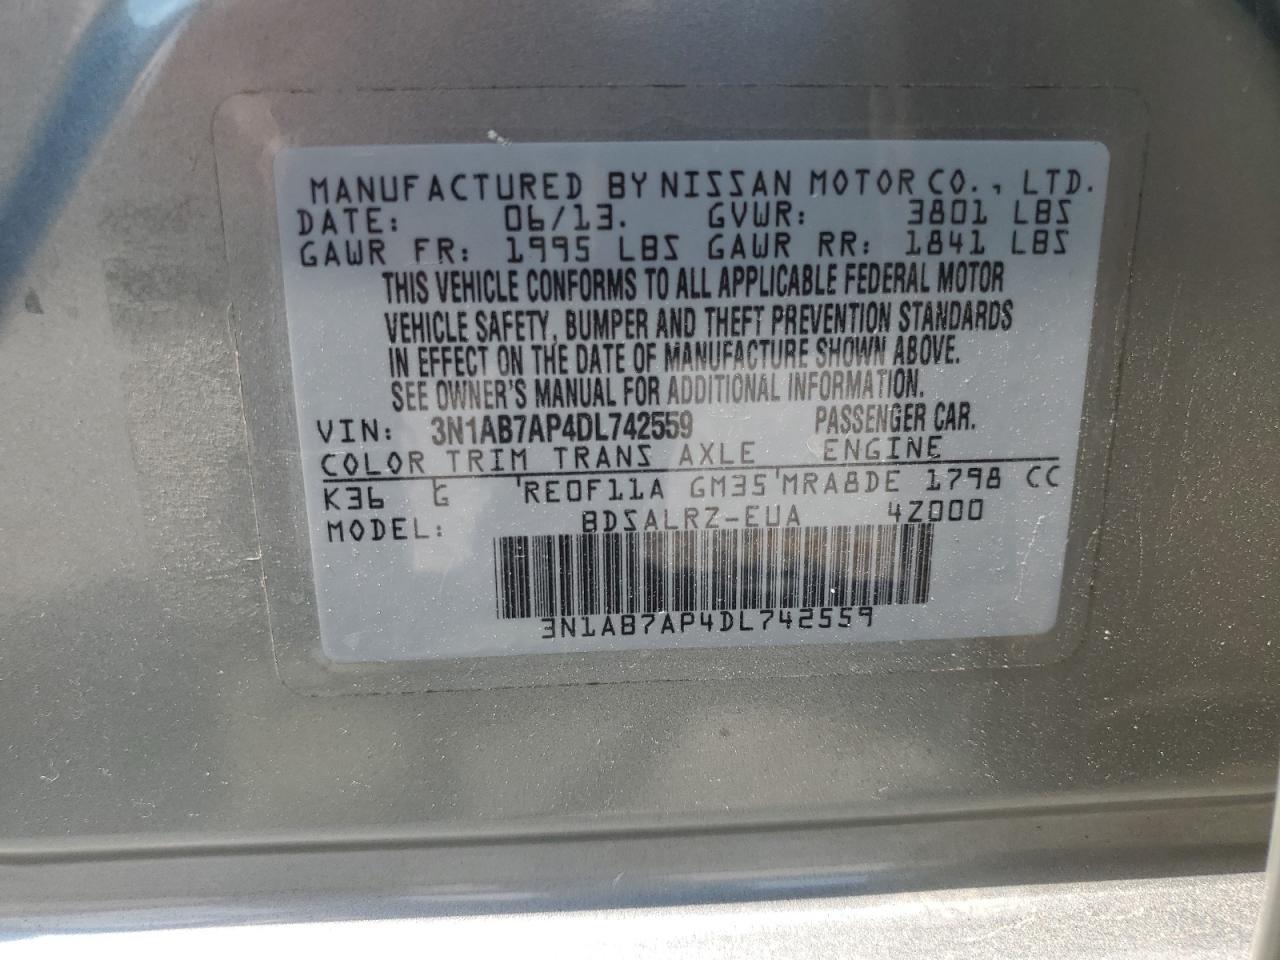 MANUFACTURED BY NISSAN MOTOR CO., LTD.
DATE: 06/13. GVWR: 3801 LBS
GAWR FR: 1995 LBS GAWR RR: 1841 LBS
THIS VEHICLE CONFORMS TO ALL APPLICABLE FEDERAL MOTOR
VEHICLE SAFETY, BUMPER AND THEFT PREVENTION STANDARDS
IN EFFECT ON THE DATE OF MANUFACTURE SHOWN ABOVE.
SEE OWNER'S MANUAL FOR ADDITIONAL INFORMATION.
VIN: 3N1AB7AP4DL742559 PASSENGER CAR.
COLOR TRIM TRANS AXLE ENGINE
K36 G RE0F11A GM35 MRA8DE 1798 CC
MODEL: BDSALRZ-EUA 4Z000
3N1AB7AP4DL742559